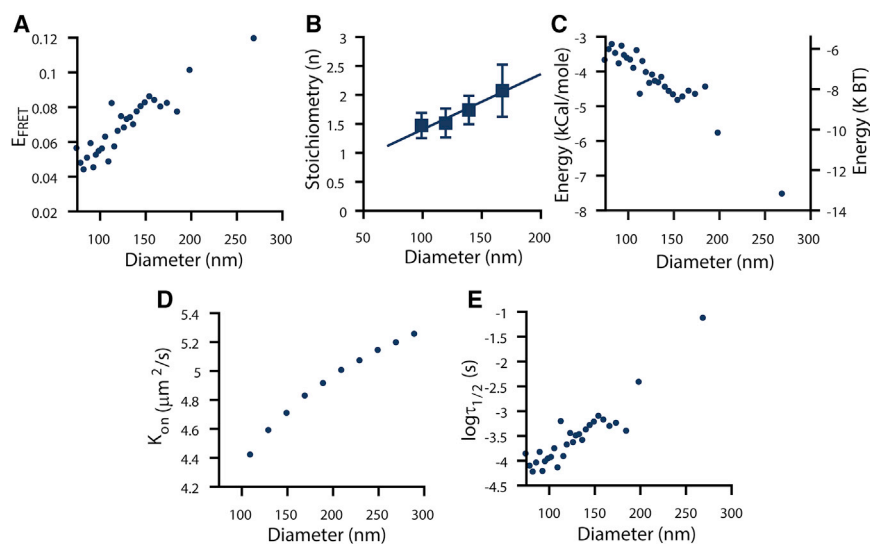 A
B
C
0.12
0.1
0.08
0.06
0.04
0.02
E FRET
100 150 200 250 300
Diameter (nm)
3
2.5
2
1.5
1
0.5
0
Stoichiometry (n)
50 100 150 200
Diameter (nm)
-3
-4
-5
-6
-7
-8
Energy (kCal/mole)
-6
-8
-10
-12
-14
Energy (K BT)
100 150 200 250 300
Diameter (nm)
D
E
5.4
5.2
5
4.8
4.6
4.4
4.2
Kon (μm²/s)
100 150 200 250 300
Diameter (nm)
-1
-1.5
-2
-2.5
-3
-3.5
-4
-4.5
logτ1/2 (s)
100 150 200 250 300
Diameter (nm)